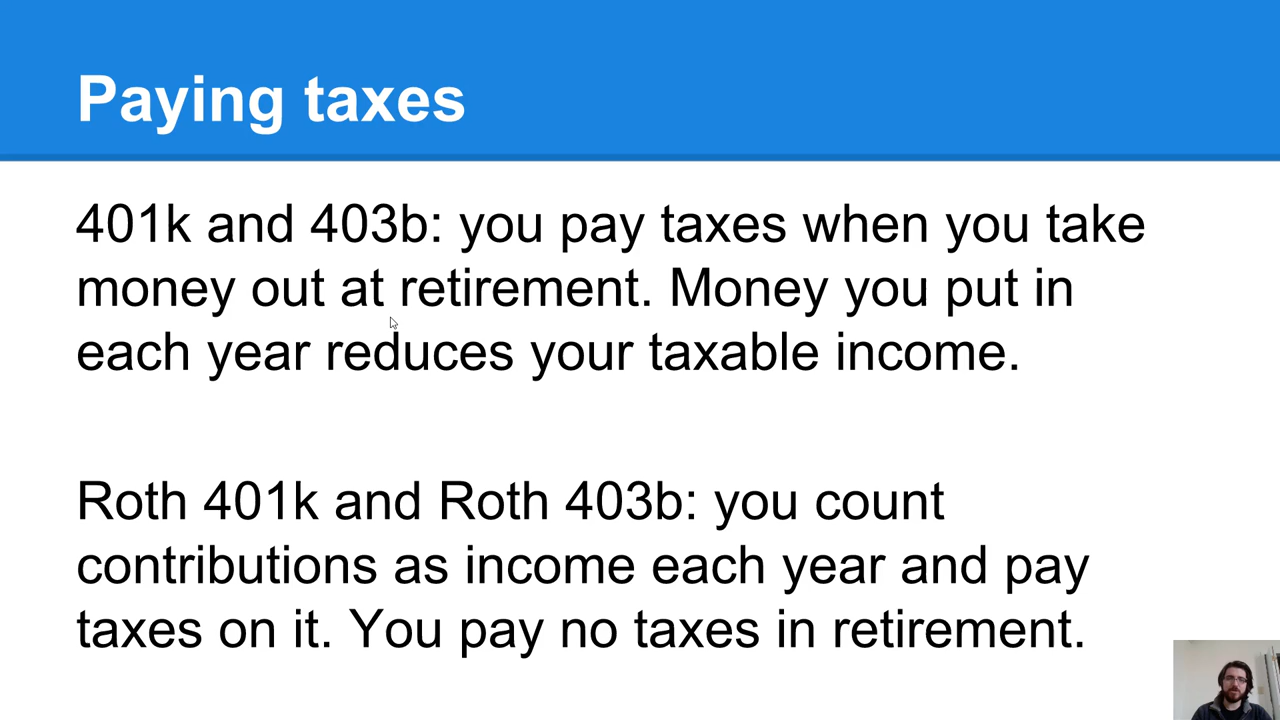 Paying taxes
401k and 403b: you pay taxes when you take
money out at retirement. Money you put in
each year reduces your taxable income.
Roth 401k and Roth 403b: you count
contributions as income each year and pay
taxes on it. You pay no taxes in retirement.